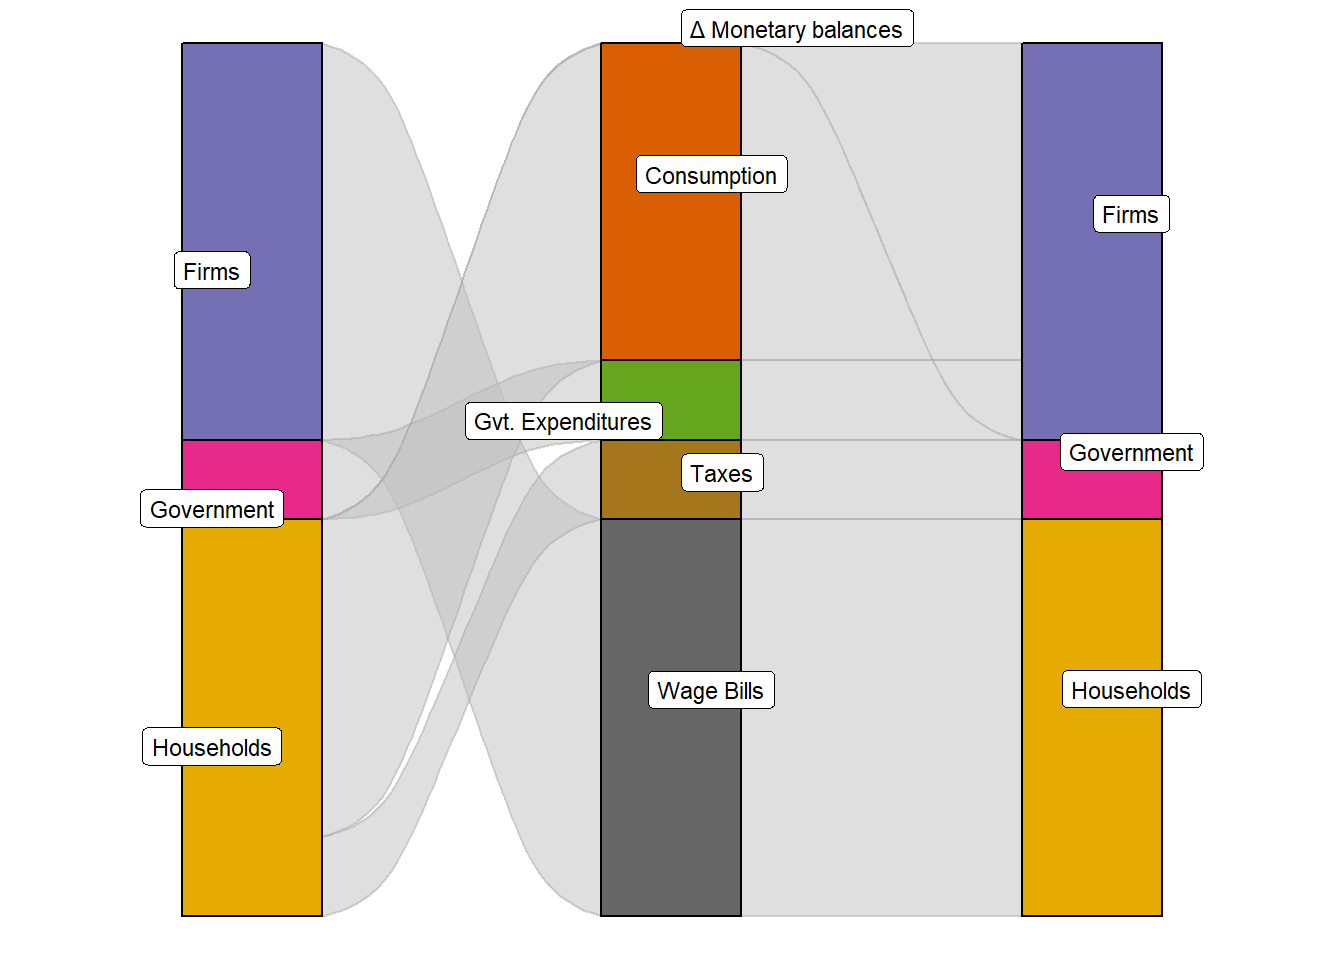 Δ Monetary balances
Consumption
Firms
Firms
Gvt. Expenditures
Government
Taxes
Government
Households
Wage Bills
Households